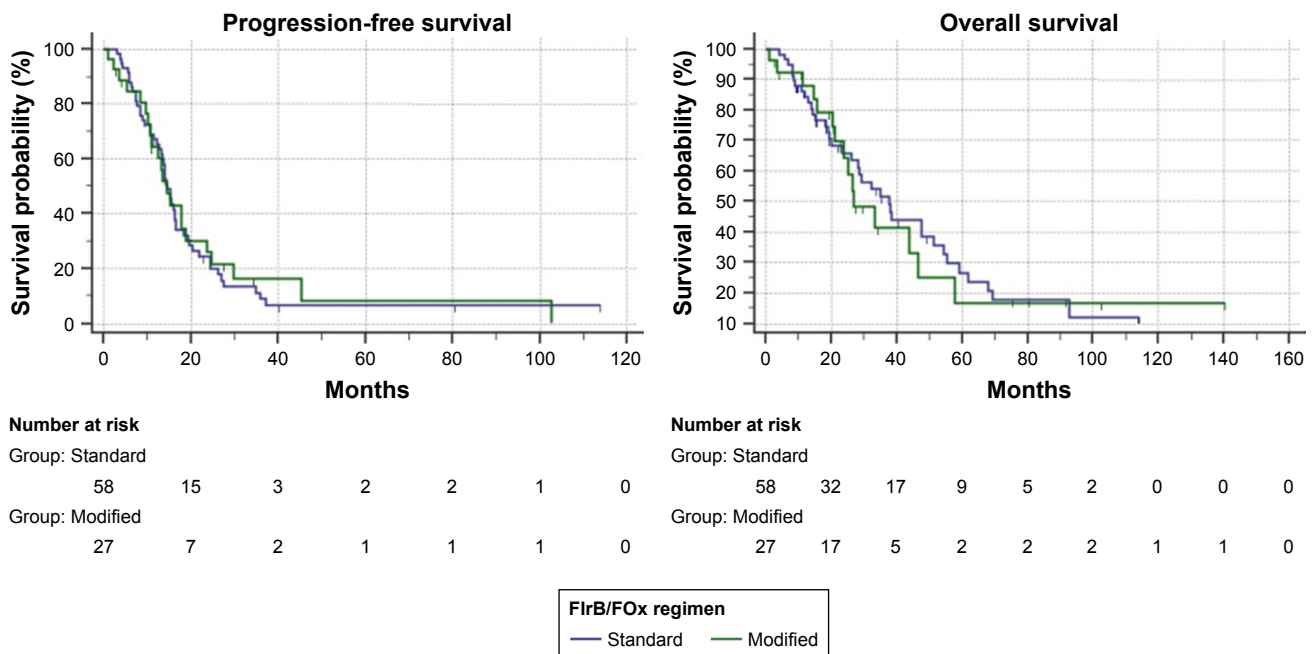 Progression-free survival
Survival probability (%)
100
80
60
40
20
0
0 20 40 60 80 100 120
Months
Number at risk
Group: Standard
58 15 3 2 2 1 0
Group: Modified
27 7 2 1 1 1 0
Overall survival
Survival probability (%)
100
90
80
70
60
50
40
30
20
10
0 20 40 60 80 100 120 140 160
Months
Number at risk
Group: Standard
58 32 17 9 5 2 0 0 0
Group: Modified
27 17 5 2 2 2 1 1 0
FIrB/FOx regimen
Standard Modified